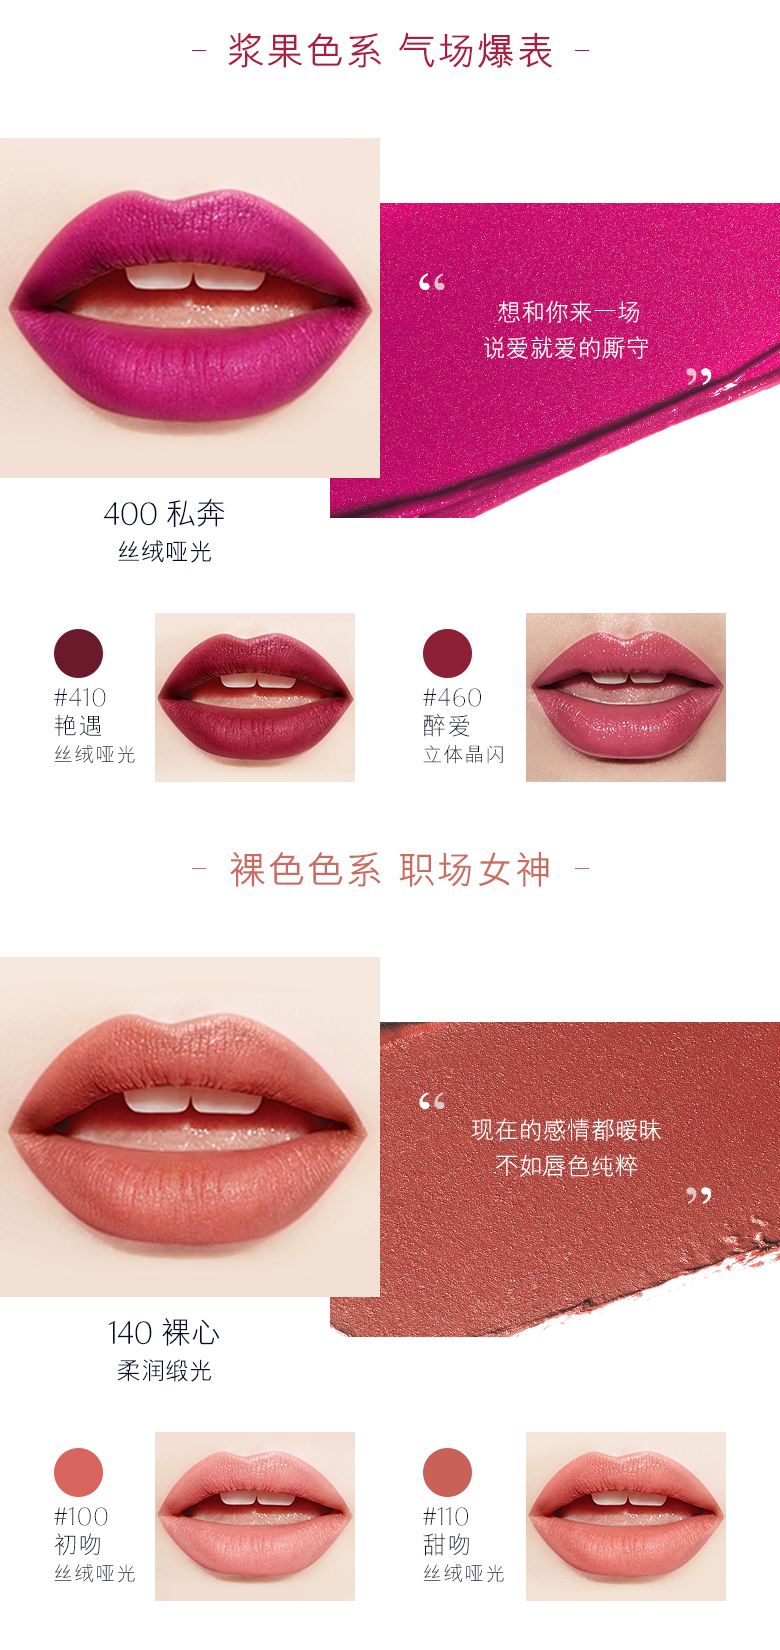 - 浆果色系 气场爆表 -
“
想和你来一场
说爱就爱的厮守
”
400 私奔
丝绒哑光
#410
艳遇
丝绒哑光
#460
醉爱
立体晶闪
- 裸色色系 职场女神 -
“
现在的感情都暧昧
不如唇色纯粹
”
140 裸心
柔润缎光
#100
初吻
丝绒哑光
#110
甜吻
丝绒哑光